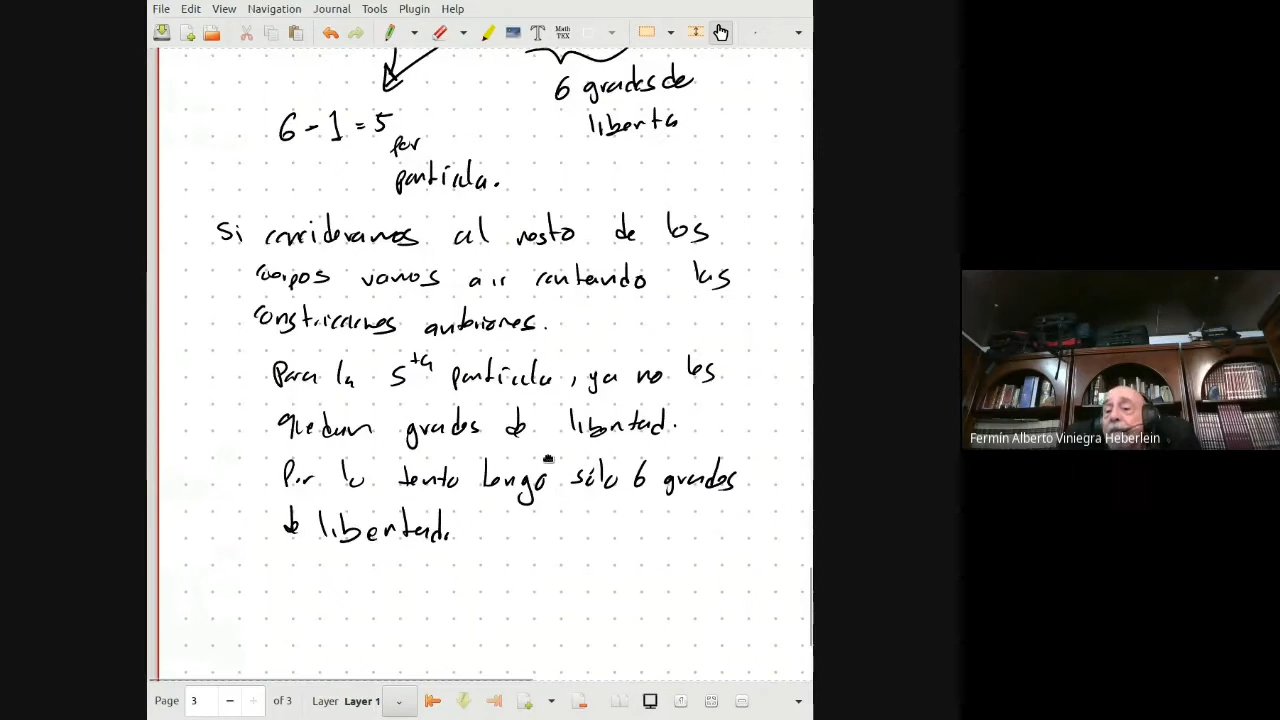 File Edit View Navigation Journal Tools Plugin Help
6 grados de
liberta
6 - 1 = 5
por
partícula.
Si consideramos al resto de los
cuerpos vamos a ir contando las
constricciones anteriores.
Para la 5ta partícula, ya no les
quedan grados de libertad.
Por lo tanto tengo sólo 6 grados
de libertad.
Fermín Alberto Viniegra Heberlein
Page 3 of 3 Layer Layer 1